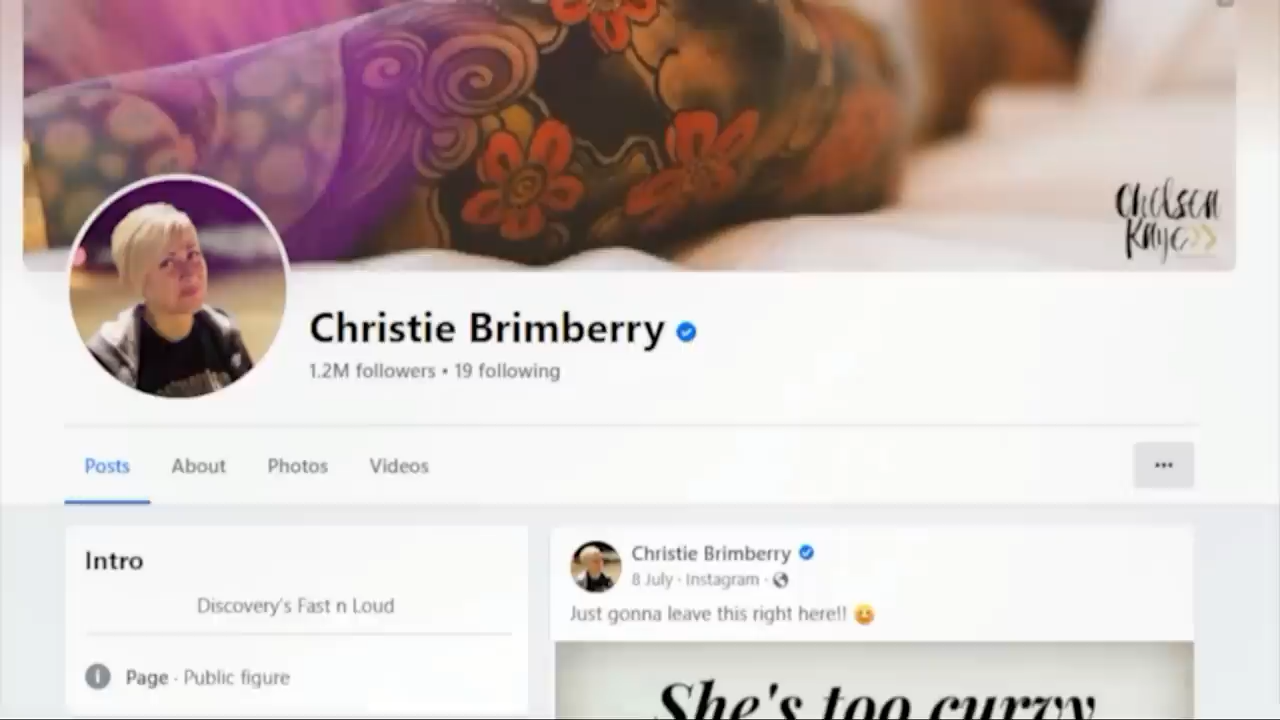 Chelsea
Kaye
Christie Brimberry
1.2M followers • 19 following
Posts About Photos Videos
Intro
Discovery's Fast n Loud
Page · Public figure
Christie Brimberry
8 July · Instagram ·
Just gonna leave this right here!!
She's too curvy